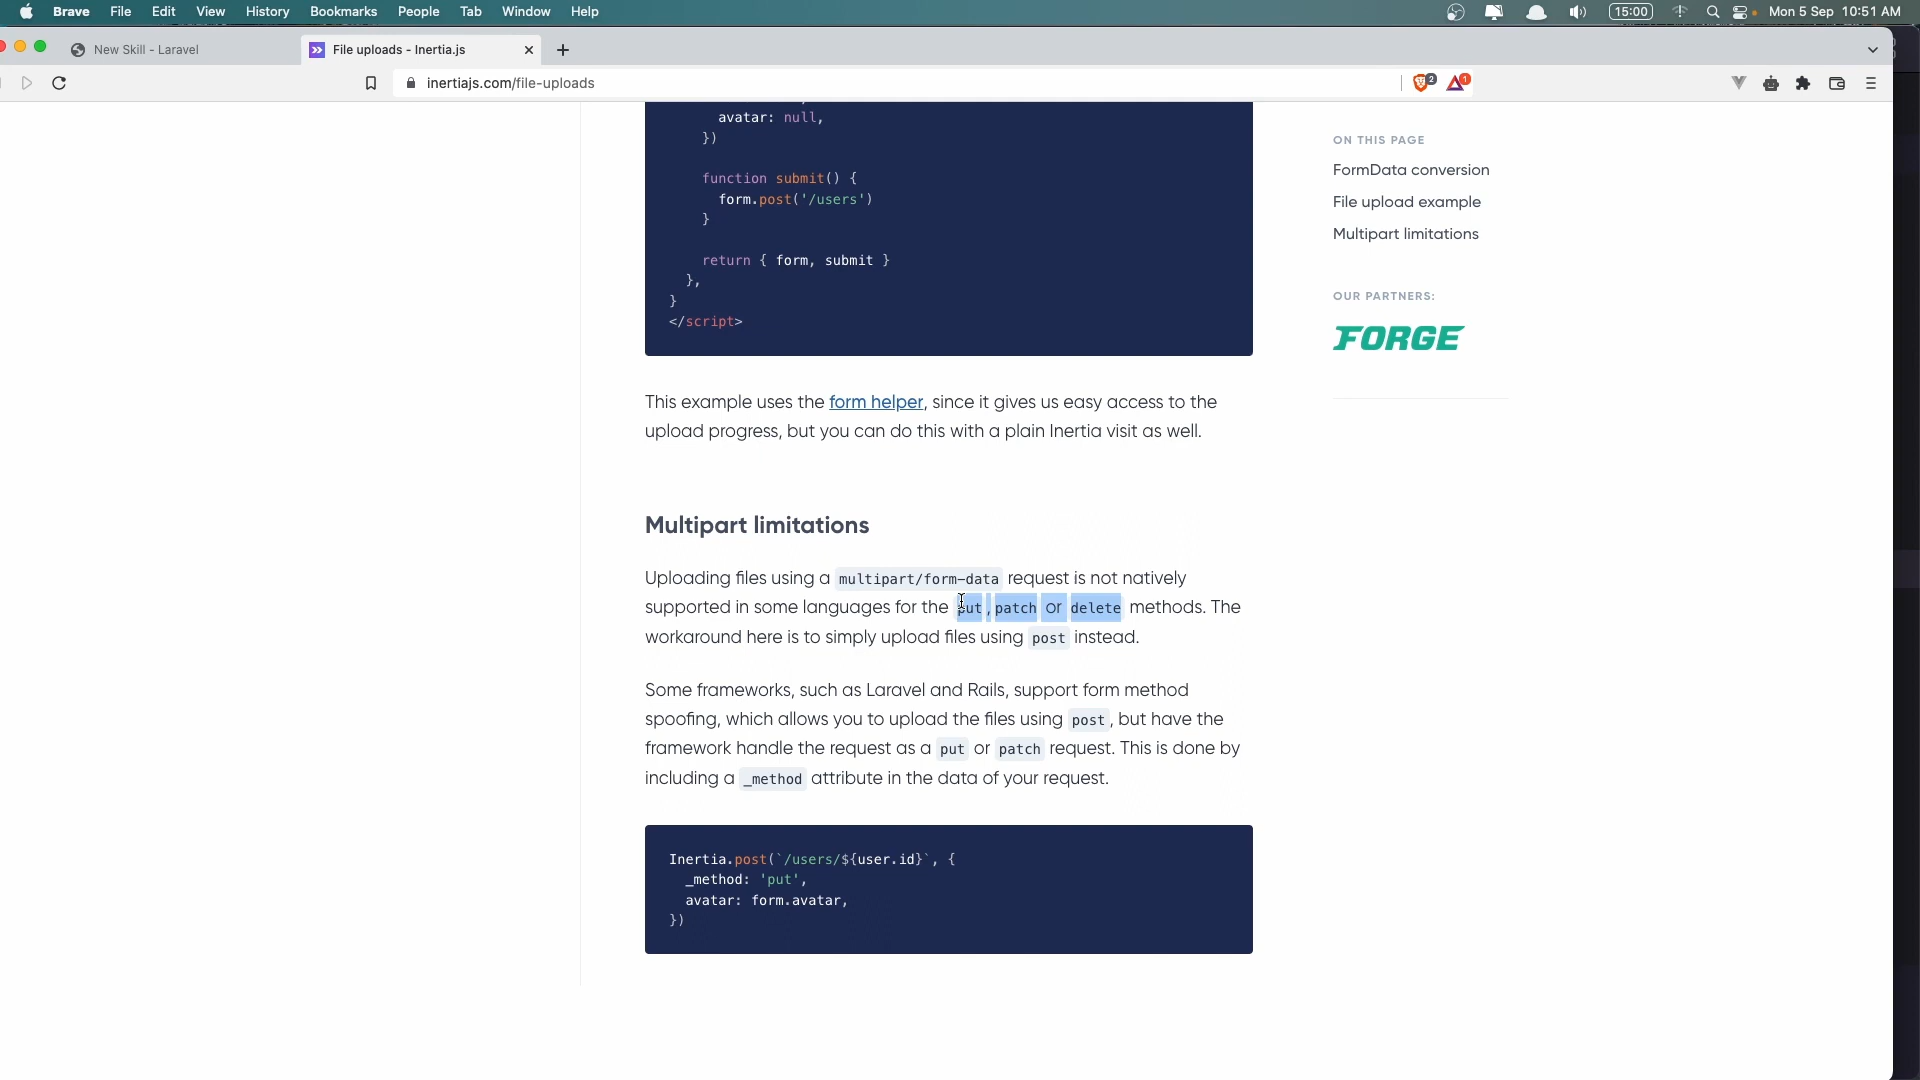 Brave File Edit View History Bookmarks People Tab Window Help 15:00 Mon 5 Sep 10:51 AM
New Skill - Laravel File uploads - Inertia.js
inertiajs.com/file-uploads 2 1
avatar: null,
})
function submit() {
form.post('/users')
}
return { form, submit }
},
}
</script>
This example uses the form helper, since it gives us easy access to the
upload progress, but you can do this with a plain Inertia visit as well.
Multipart limitations
Uploading files using a multipart/form-data request is not natively
supported in some languages for the put, patch or delete methods. The
workaround here is to simply upload files using post instead.
Some frameworks, such as Laravel and Rails, support form method
spoofing, which allows you to upload the files using post, but have the
framework handle the request as a put or patch request. This is done by
including a _method attribute in the data of your request.
Inertia.post(`/users/${user.id}`, {
_method: 'put',
avatar: form.avatar,
})
ON THIS PAGE
FormData conversion
File upload example
Multipart limitations
OUR PARTNERS:
FORGE